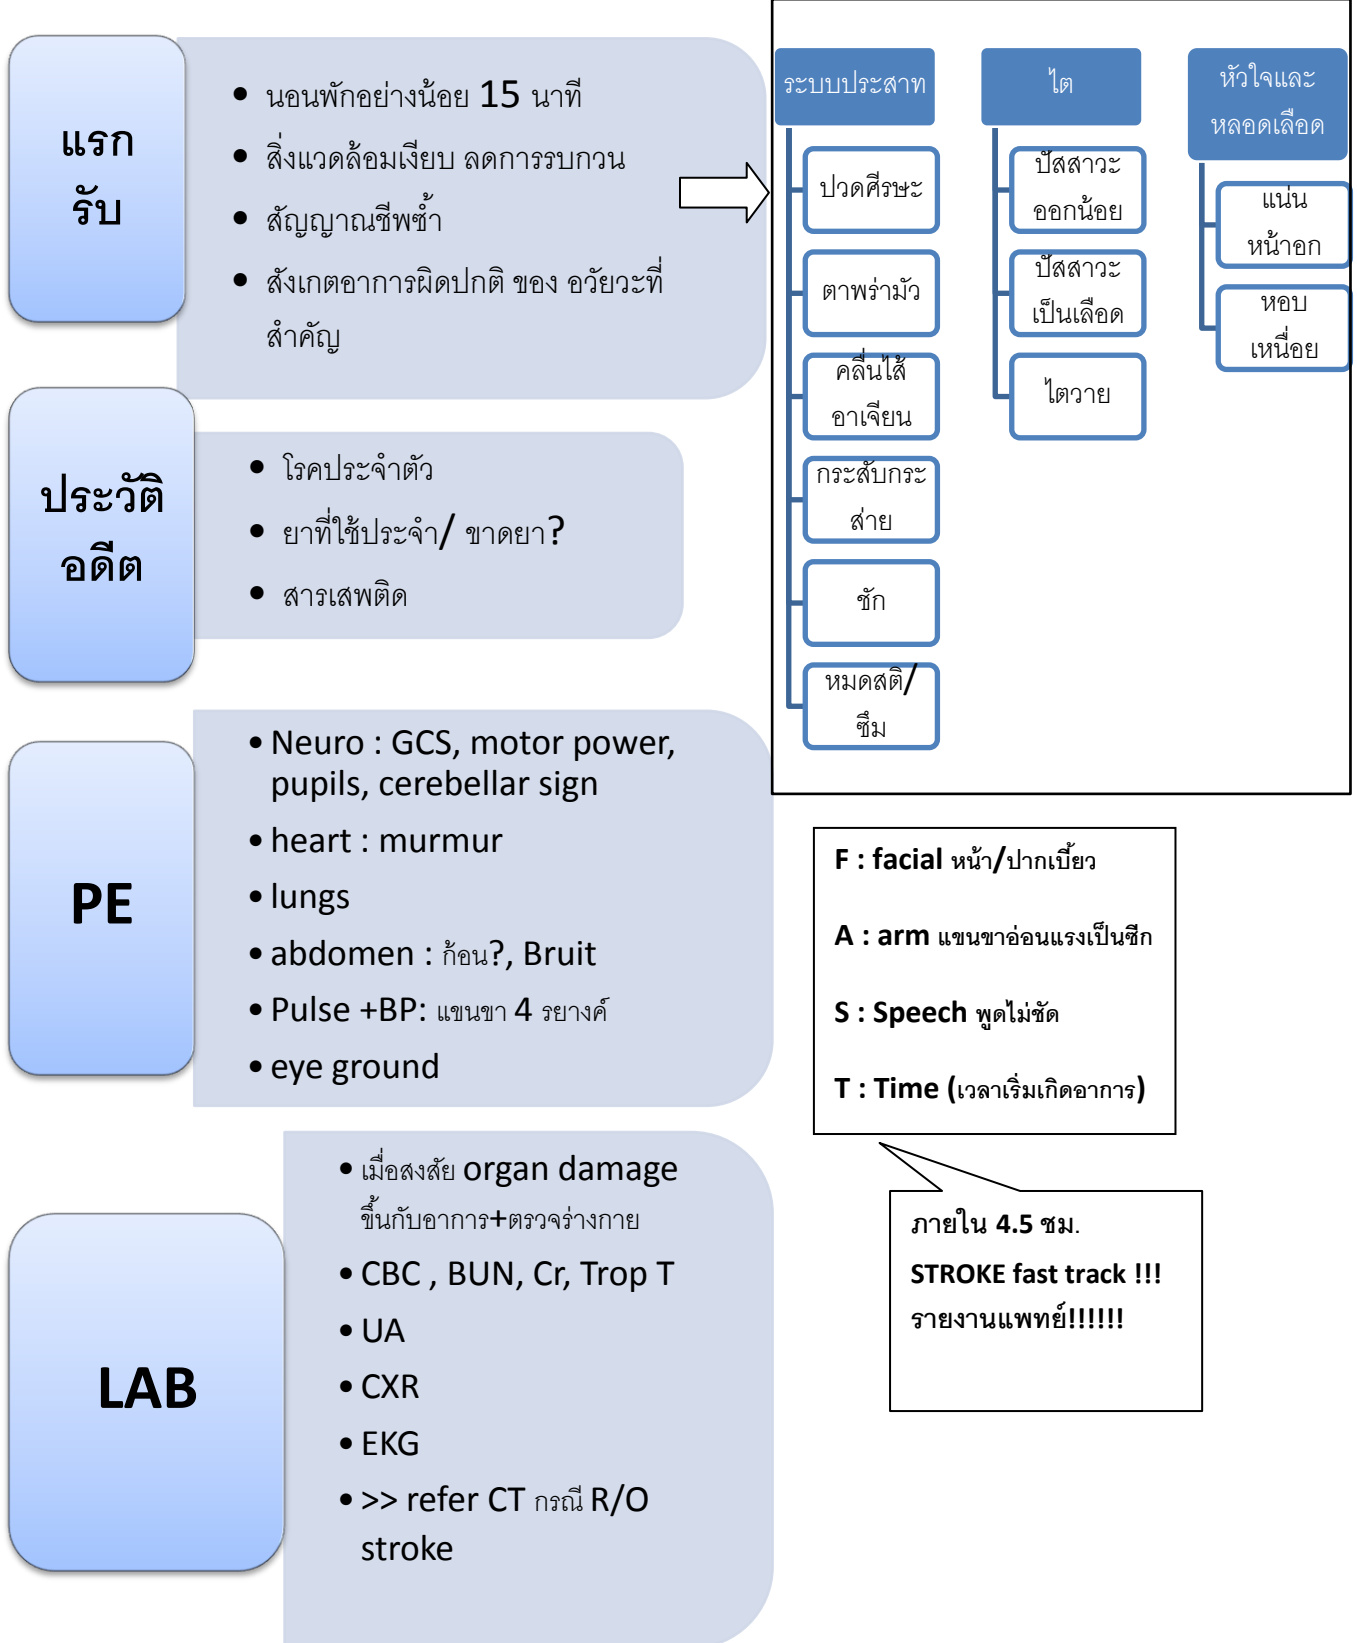 แรก
รับ
• นอนพักอย่างน้อย 15 นาที
• สิ่งแวดล้อมเงียบ ลดการรบกวน
• สัญญาณชีพซ้ำ
• สังเกตอาการผิดปกติ ของ อวัยวะที่
สำคัญ
ระบบประสาท
ปวดศีรษะ
ตาพร่ามัว
คลื่นไส้
อาเจียน
กระสับกระ
ส่าย
ชัก
หมดสติ/
ซึม
ไต
ปัสสาวะ
ออกน้อย
ปัสสาวะ
เป็นเลือด
ไตวาย
หัวใจและ
หลอดเลือด
แน่น
หน้าอก
หอบ
เหนื่อย
ประวัติ
อดีต
• โรคประจำตัว
• ยาที่ใช้ประจำ/ ขาดยา?
• สารเสพติด
PE
• Neuro : GCS, motor power,
pupils, cerebellar sign
• heart : murmur
• lungs
• abdomen : ก้อน?, Bruit
• Pulse +BP: แขนขา 4 รยางค์
• eye ground
F : facial หน้า/ปากเบี้ยว
A : arm แขนขาอ่อนแรงเป็นซีก
S : Speech พูดไม่ชัด
T : Time (เวลาเริ่มเกิดอาการ)
ภายใน 4.5 ชม.
STROKE fast track !!!
รายงานแพทย์!!!!!!
LAB
• เมื่อสงสัย organ damage
ขึ้นกับอาการ+ตรวจร่างกาย
• CBC , BUN, Cr, Trop T
• UA
• CXR
• EKG
• >> refer CT กรณี R/O
stroke